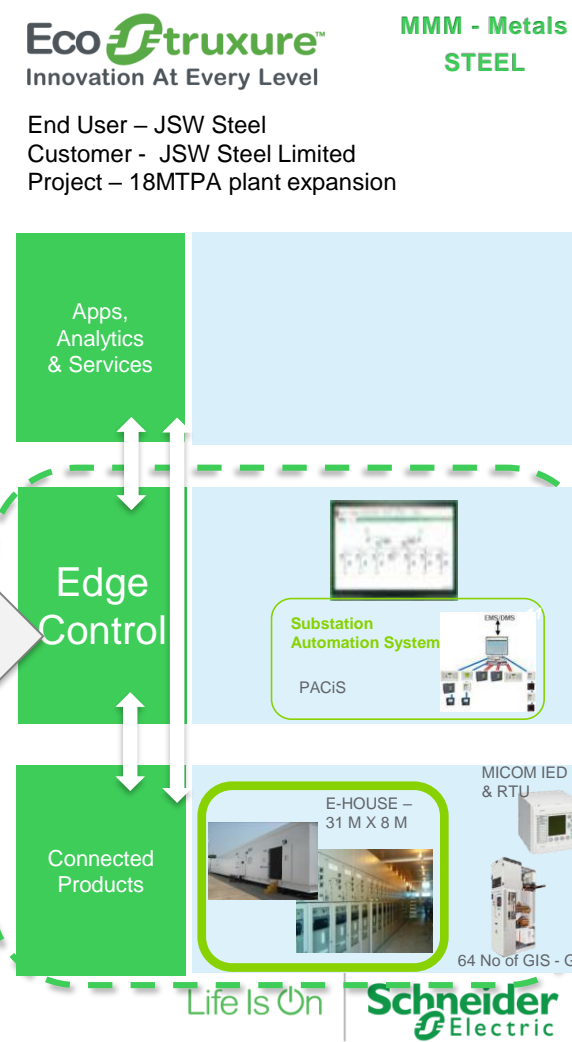 EcoStruxure™
Innovation At Every Level
MMM - Metals
STEEL
End User – JSW Steel
Customer - JSW Steel Limited
Project – 18MTPA plant expansion
Apps,
Analytics
& Services
Edge
Control
Substation
Automation System
PACiS
EMS/DMS
Connected
Products
E-HOUSE –
31 M X 8 M
MICOM IED
& RTU
64 No of GIS - G
Life Is On
Schneider
Electric